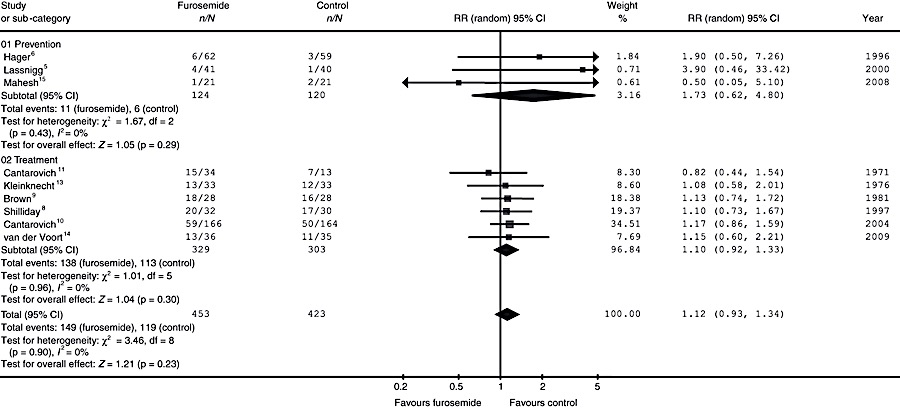 Study Furosemide Control Weight Year
or sub-category n/N n/N RR (random) 95% CI % RR (random) 95% CI
01 Prevention
Hager6 6/62 3/59 1.84 1.90 (0.50, 7.26) 1996
Lassnigg5 4/41 1/40 0.71 3.90 (0.46, 33.42) 2000
Mahesh15 1/21 2/21 0.61 0.50 (0.05, 5.10) 2008
Subtotal (95% CI) 124 120 3.16 1.73 (0.62, 4.80)
Total events: 11 (furosemide), 6 (control)
Test for heterogeneity: χ² = 1.67, df = 2
(p = 0.43), I² = 0%
Test for overall effect: Z = 1.05 (p = 0.29)
02 Treatment
Cantarovich11 15/34 7/13 8.30 0.82 (0.44, 1.54) 1971
Kleinknecht13 13/33 12/33 8.60 1.08 (0.58, 2.01) 1976
Brown9 18/28 16/28 18.38 1.13 (0.74, 1.72) 1981
Shilliday8 20/32 17/30 19.37 1.10 (0.73, 1.67) 1997
Cantarovich10 59/166 50/164 34.51 1.17 (0.86, 1.59) 2004
van der Voort14 13/36 11/35 7.69 1.15 (0.60, 2.21) 2009
Subtotal (95% CI) 329 303 96.84 1.10 (0.92, 1.33)
Total events: 138 (furosemide), 113 (control)
Test for heterogeneity: χ² = 1.01, df = 5
(p = 0.96), I² = 0%
Test for overall effect: Z = 1.04 (p = 0.30)
Total (95% CI) 453 423 100.00 1.12 (0.93, 1.34)
Total events: 149 (furosemide), 119 (control)
Test for heterogeneity: χ² = 3.46, df = 8
(p = 0.90), I² = 0%
Test for overall effect: Z = 1.21 (p = 0.23)
0.2 0.5 1 2 5
Favours furosemide Favours control